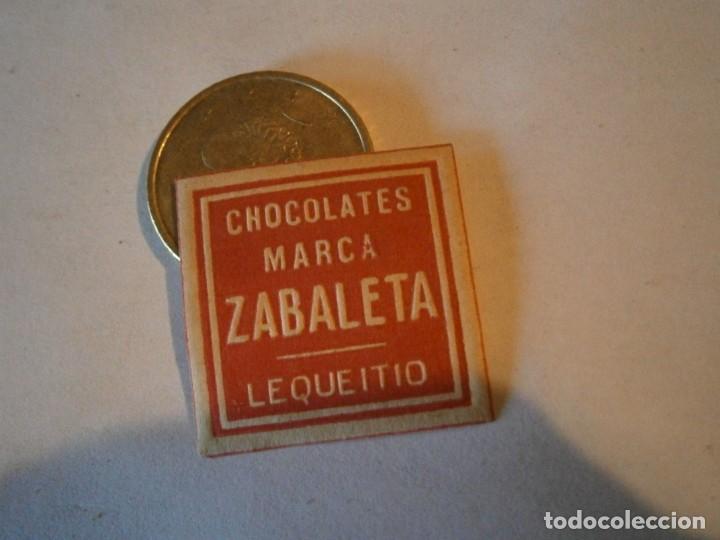 CHOCOLATES
MARCA
ZABALETA
LEQUEITIO
todocoleccion